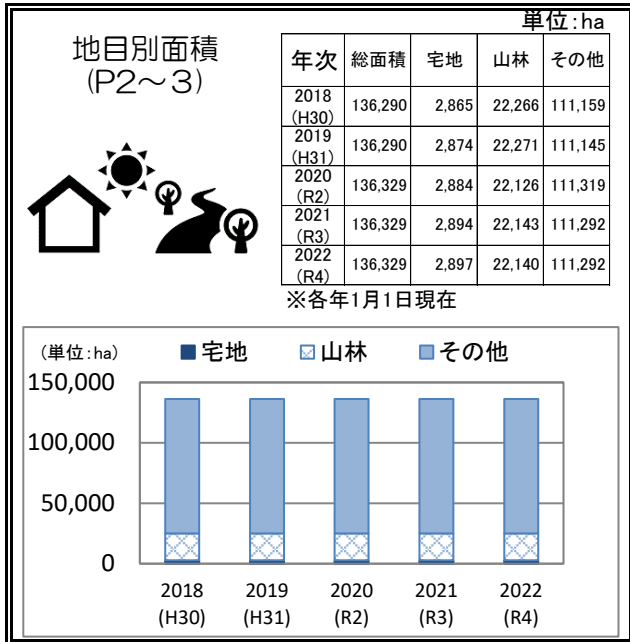 地目別面積
(P2～3)
単位:ha
年次 総面積 宅地 山林 その他
2018
(H30) 136,290 2,865 22,266 111,159
2019
(H31) 136,290 2,874 22,271 111,145
2020
(R2) 136,329 2,884 22,126 111,319
2021
(R3) 136,329 2,894 22,143 111,292
2022
(R4) 136,329 2,897 22,140 111,292
※各年1月1日現在
(単位:ha) 宅地 山林 その他
150,000
100,000
50,000
0
2018 2019 2020 2021 2022
(H30) (H31) (R2) (R3) (R4)